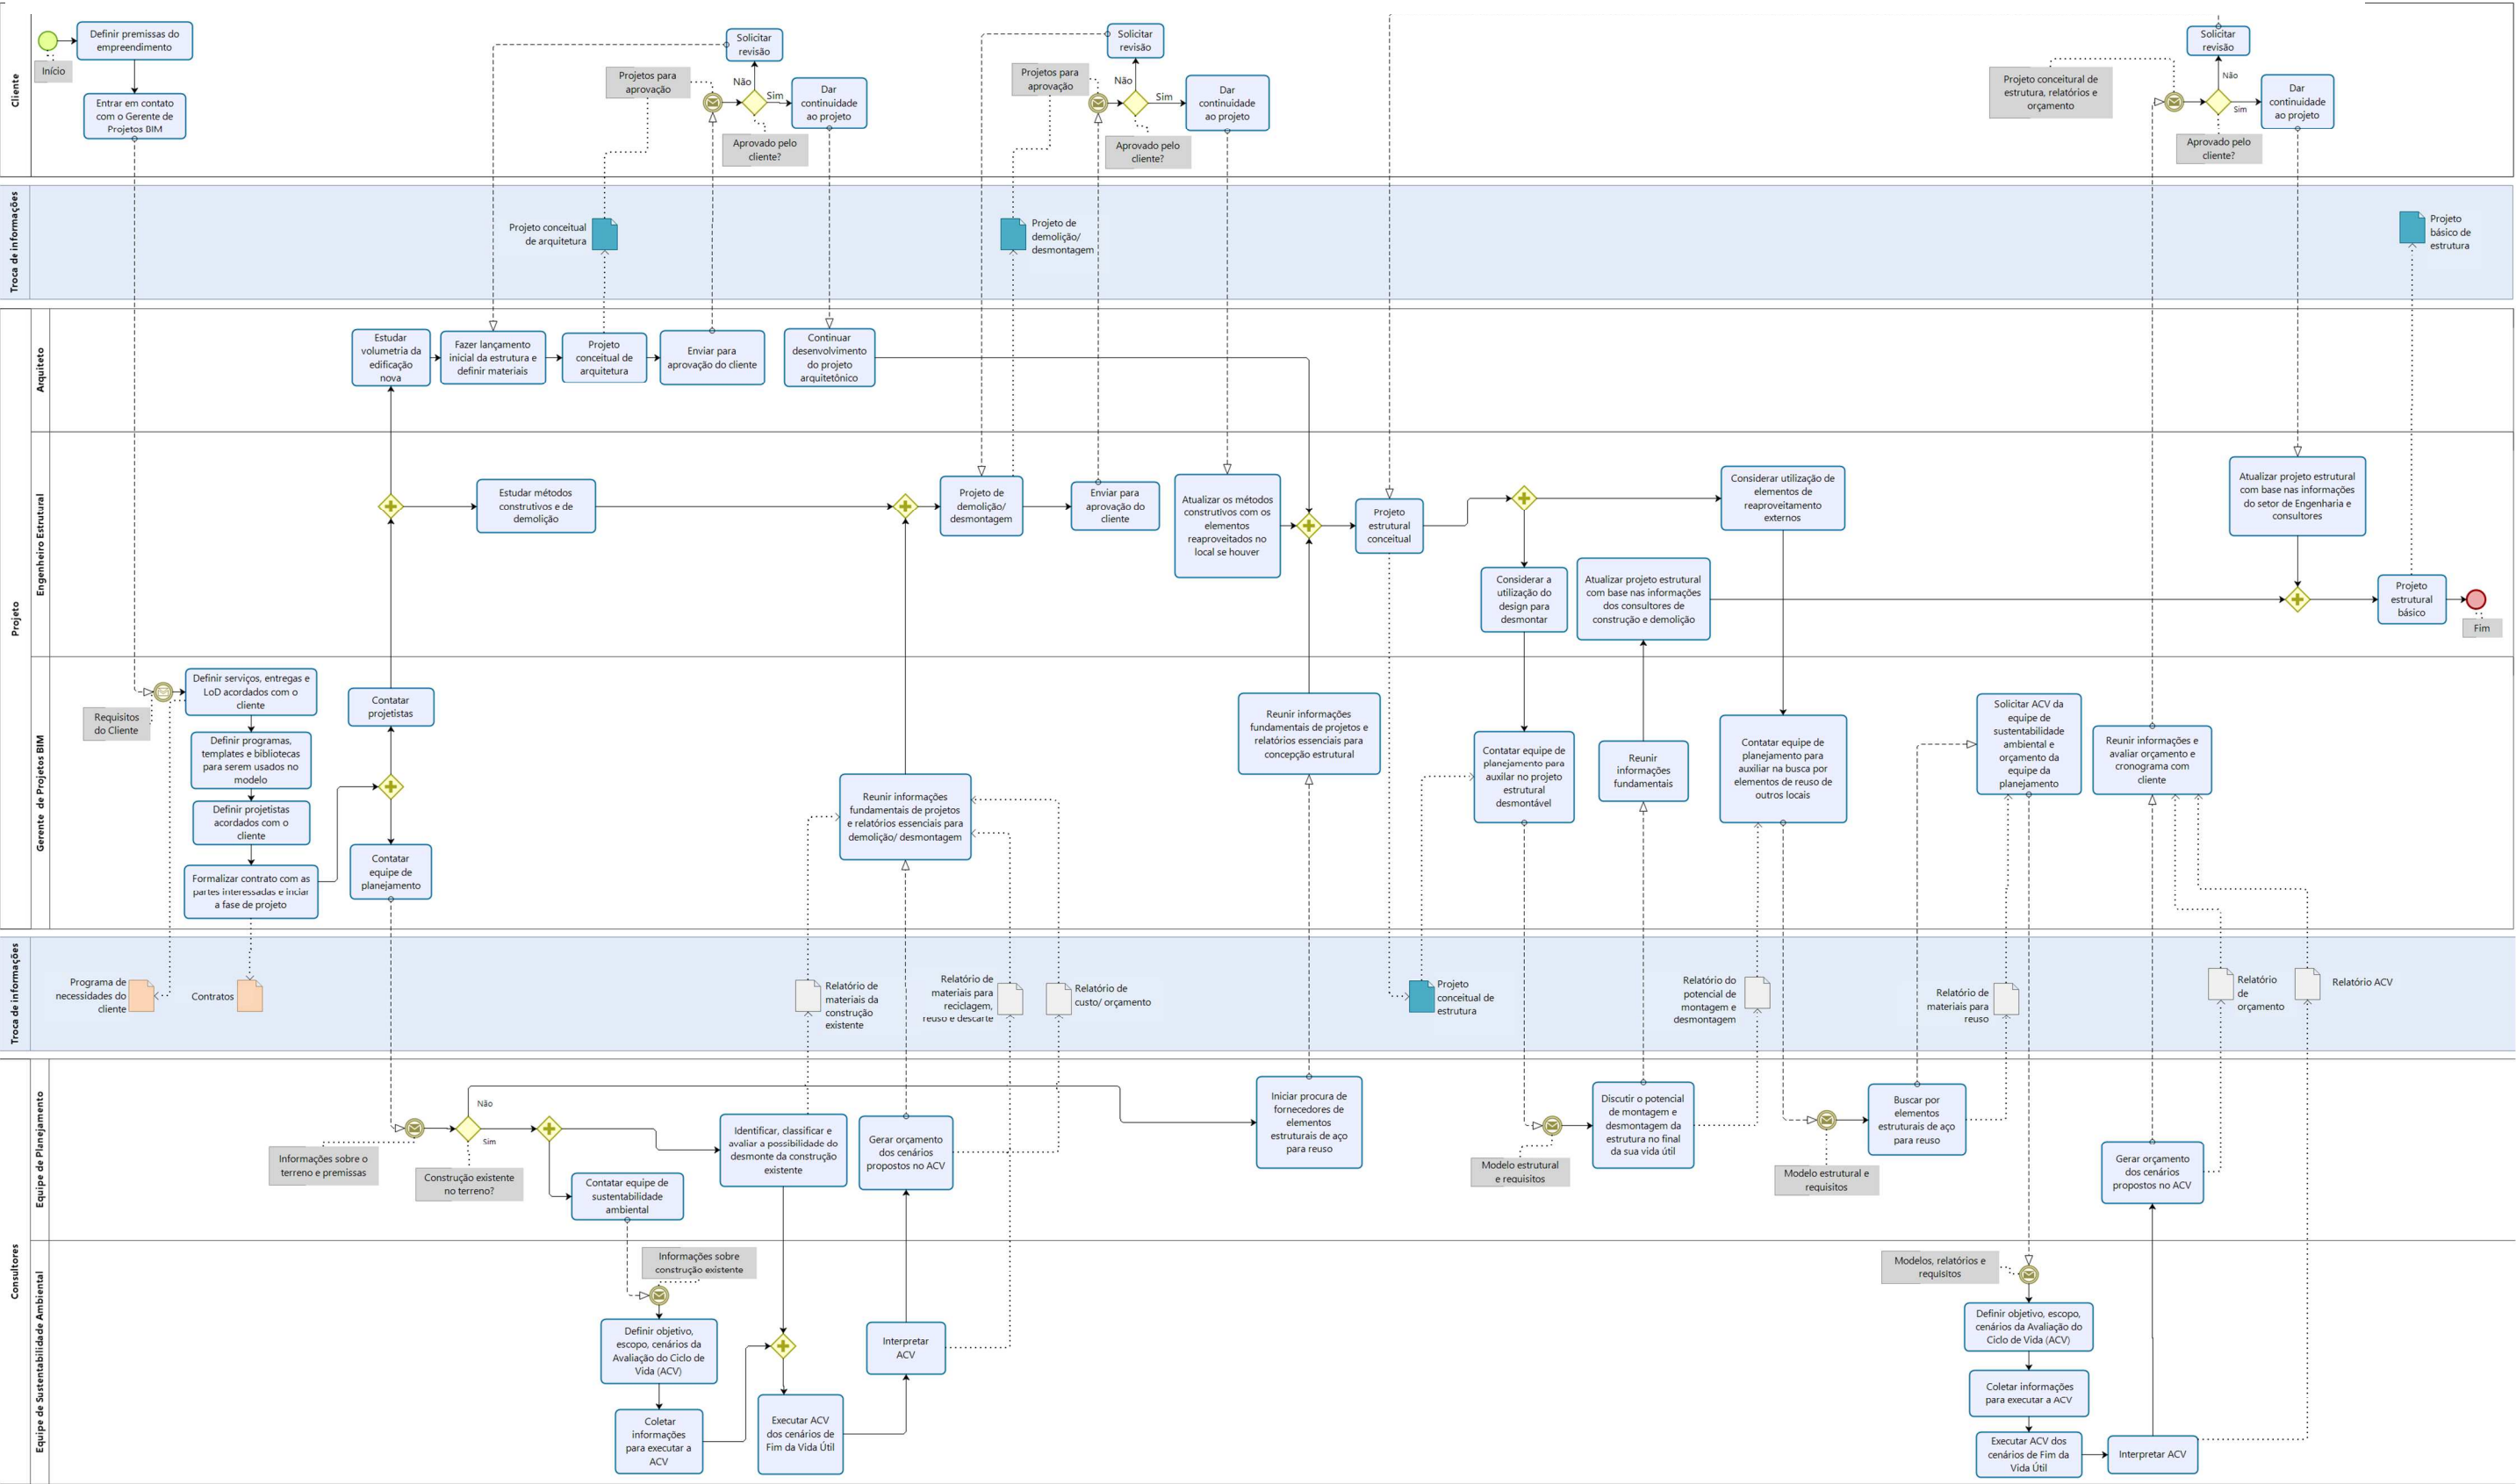 Cliente
Início
Definir premissas do
empreendimento
Entrar em contato
com o Gerente de
Projetos BIM
Projetos para
aprovação
Solicitar
revisão
Não
Sim
Dar
continuidade
ao projeto
Aprovado pelo
cliente?
Projetos para
aprovação
Solicitar
revisão
Não
Sim
Dar
continuidade
ao projeto
Aprovado pelo
cliente?
Projeto conceitural de
estrutura, relatórios e
orçamento
Solicitar
revisão
Não
Sim
Dar
continuidade
ao projeto
Aprovado pelo
cliente?
Troca de informações
Projeto conceitual
de arquitetura
Projeto de
demolição/
desmontagem
Projeto
básico de
estrutura
Projeto
Arquiteto
Estudar
volumetria da
edificação
nova
Fazer lançamento
inicial da estrutura e
definir materiais
Projeto
conceitual de
arquitetura
Enviar para
aprovação do cliente
Continuar
desenvolvimento
do projeto
arquitetônico
Engenheiro Estrutural
Estudar métodos
construtivos e de
demolição
Projeto de
demolição/
desmontagem
Enviar para
aprovação do
cliente
Atualizar os métodos
construtivos com os
elementos
reaproveitados no
local se houver
Projeto
estrutural
conceitual
Considerar a
utilização do
design para
desmontar
Atualizar projeto estrutural
com base nas informações
dos consultores de
construção e demolição
Considerar utilização de
elementos de
reaproveitamento
externos
Atualizar projeto estrutural
com base nas informações
do setor de Engenharia e
consultores
Projeto
estrutural
básico
Fim
Gerente de Projetos BIM
Requisitos
do Cliente
Definir serviços, entregas e
LoD acordados com o
cliente
Definir programas,
templates e bibliotecas
para serem usados no
modelo
Definir projetistas
acordados com o
cliente
Formalizar contrato com as
partes interessadas e inciar
a fase de projeto
Contatar
projetistas
Contatar
equipe de
planejamento
Reunir informações
fundamentais de projetos
e relatórios essenciais para
demolição/ desmontagem
Reunir informações
fundamentais de projetos e
relatórios essenciais para
concepção estrutural
Contatar equipe de
planejamento para
auxilar no projeto
estrutural
desmontável
Reunir
informações
fundamentais
Contatar equipe de
planejamento para
auxiliar na busca por
elementos de reuso de
outros locais
Solicitar ACV da
equipe de
sustentabilidade
ambiental e
orçamento da
equipe da
planejamento
Reunir informações e
avaliar orçamento e
cronograma com
cliente
Troca de informações
Programa de
necessidades do
cliente
Contratos
Relatório de
materiais da
construção
existente
Relatório de
materiais para
reciclagem,
reuso e descarte
Relatório de
custo/ orçamento
Projeto
conceitual de
estrutura
Relatório do
potencial de
montagem e
desmontagem
Relatório de
materiais para
reuso
Relatório
de
orçamento
Relatório ACV
Consultores
Equipe de Planejamento
Informações sobre o
terreno e premissas
Não
Sim
Construção existente
no terreno?
Contatar equipe de
sustentabilidade
ambiental
Identificar, classificar e
avaliar a possibilidade do
desmonte da construção
existente
Gerar orçamento
dos cenários
propostos no ACV
Iniciar procura de
fornecedores de
elementos
estruturais de aço
para reuso
Modelo estrutural
e requisitos
Discutir o potencial
de montagem e
desmontagem da
estrutura no final
da sua vida útil
Modelo estrutural e
requisitos
Buscar por
elementos
estruturais de aço
para reuso
Gerar orçamento
dos cenários
propostos no ACV
Equipe de Sustentabilidade Ambiental
Informações sobre
construção existente
Definir objetivo,
escopo, cenários da
Avaliação do Ciclo de
Vida (ACV)
Coletar
informações
para executar a
ACV
Executar ACV
dos cenários de
Fim da Vida Útil
Interpretar
ACV
Modelos, relatórios e
requisitos
Definir objetivo, escopo,
cenários da Avaliação do
Ciclo de Vida (ACV)
Coletar informações
para executar a ACV
Executar ACV dos
cenários de Fim da
Vida Útil
Interpretar ACV